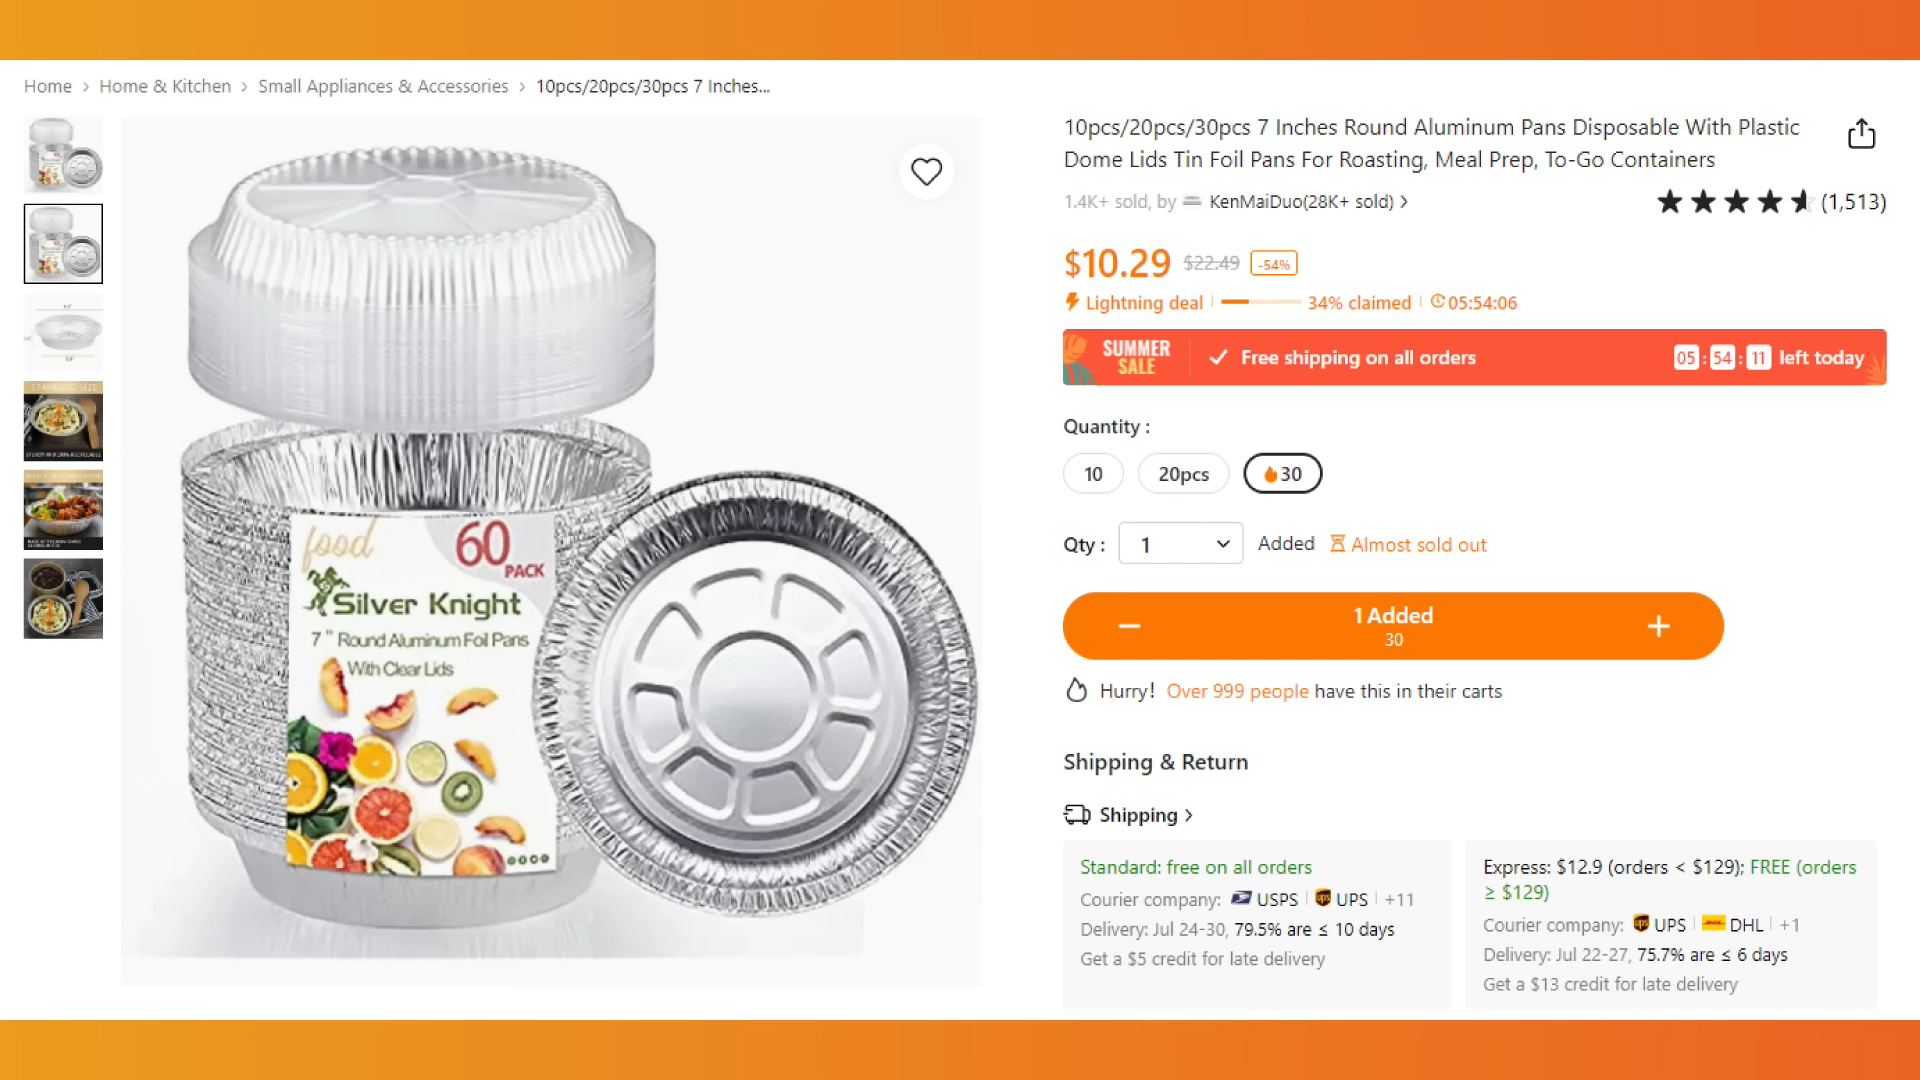 Home > Home & Kitchen > Small Appliances & Accessories > 10pcs/20pcs/30pcs 7 Inches...
10pcs/20pcs/30pcs 7 Inches Round Aluminum Pans Disposable With Plastic
Dome Lids Tin Foil Pans For Roasting, Meal Prep, To-Go Containers
1.4K+ sold, by KenMaiDuo(28K+ sold) >
(1,513)
$10.29 $22.49 -54%
Lightning deal 34% claimed 05:54:06
SUMMER
SALE
Free shipping on all orders
05 : 54 : 11 left today
Quantity :
10 20pcs 30
Qty : 1 Added Almost sold out
− 1 Added +
30
Hurry! Over 999 people have this in their carts
Shipping & Return
Shipping >
Standard: free on all orders
Courier company: USPS UPS +11
Delivery: Jul 24-30, 79.5% are ≤ 10 days
Get a $5 credit for late delivery
Express: $12.9 (orders < $129); FREE (orders
≥ $129)
Courier company: UPS DHL +1
Delivery: Jul 22-27, 75.7% are ≤ 6 days
Get a $13 credit for late delivery
food
60
PACK
Silver Knight
7" Round Aluminum Foil Pans
With Clear Lids
STANDARD SIZE